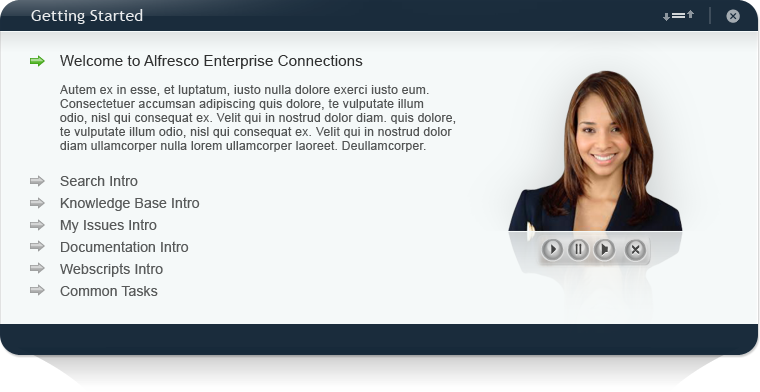 Getting Started
Welcome to Alfresco Enterprise Connections
Autem ex in esse, et luptatum, iusto nulla dolore exerci iusto eum.
Consectetuer accumsan adipiscing quis dolore, te vulputate illum
odio, nisl qui consequat ex. Velit qui in nostrud dolor diam. quis dolore,
te vulputate illum odio, nisl qui consequat ex. Velit qui in nostrud dolor
diam ullamcorper nulla lorem ullamcorper laoreet. Deullamcorper.
Search Intro
Knowledge Base Intro
My Issues Intro
Documentation Intro
Webscripts Intro
Common Tasks